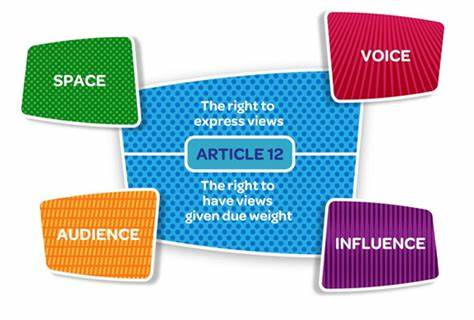 SPACE
VOICE
The right to
express views
ARTICLE 12
The right to
have views
given due weight
AUDIENCE
INFLUENCE